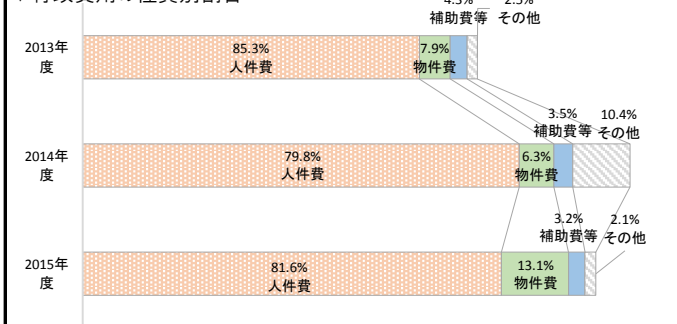 補助費等 その他
2013年
度
85.3%
人件費
7.9%
物件費
3.5%
10.4%
補助費等 その他
2014年
度
79.8%
人件費
6.3%
物件費
3.2%
2.1%
補助費等 その他
2015年
度
81.6%
人件費
13.1%
物件費